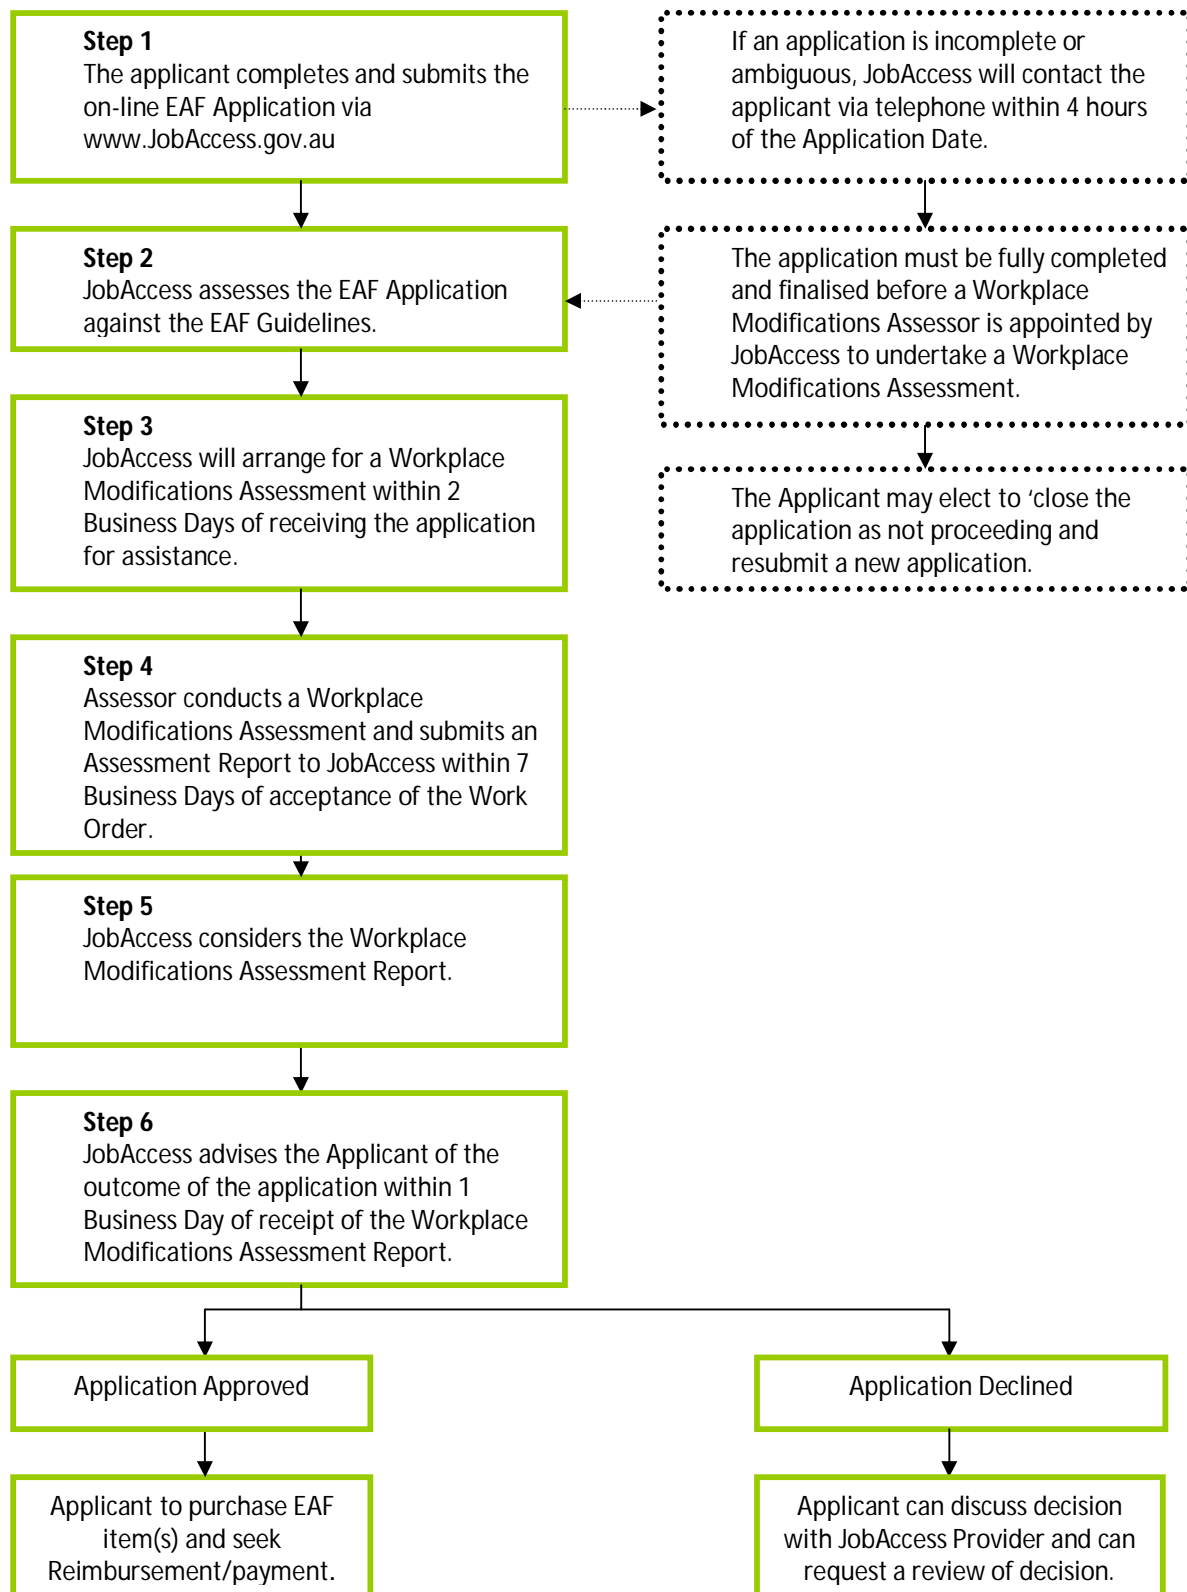 Step 1
The applicant completes and submits the
on-line EAF Application via
www.JobAccess.gov.au
If an application is incomplete or
ambiguous, JobAccess will contact the
applicant via telephone within 4 hours
of the Application Date.
Step 2
JobAccess assesses the EAF Application
against the EAF Guidelines.
The application must be fully completed
and finalised before a Workplace
Modifications Assessor is appointed by
JobAccess to undertake a Workplace
Modifications Assessment.
Step 3
JobAccess will arrange for a Workplace
Modifications Assessment within 2
Business Days of receiving the application
for assistance.
The Applicant may elect to ‘close the
application as not proceeding and
resubmit a new application.
Step 4
Assessor conducts a Workplace
Modifications Assessment and submits an
Assessment Report to JobAccess within 7
Business Days of acceptance of the Work
Order.
Step 5
JobAccess considers the Workplace
Modifications Assessment Report.
Step 6
JobAccess advises the Applicant of the
outcome of the application within 1
Business Day of receipt of the Workplace
Modifications Assessment Report.
Application Approved
Application Declined
Applicant to purchase EAF
item(s) and seek
Reimbursement/payment.
Applicant can discuss decision
with JobAccess Provider and can
request a review of decision.